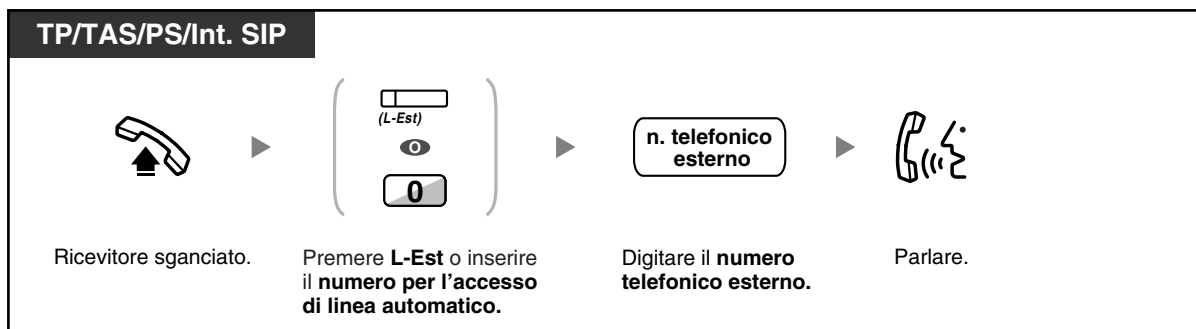 TP/TAS/PS/Int. SIP
(L-Est)
O
0
n. telefonico
esterno
Ricevitore sganciato.
Premere L-Est o inserire
il numero per l'accesso
di linea automatico.
Digitare il numero
telefonico esterno.
Parlare.